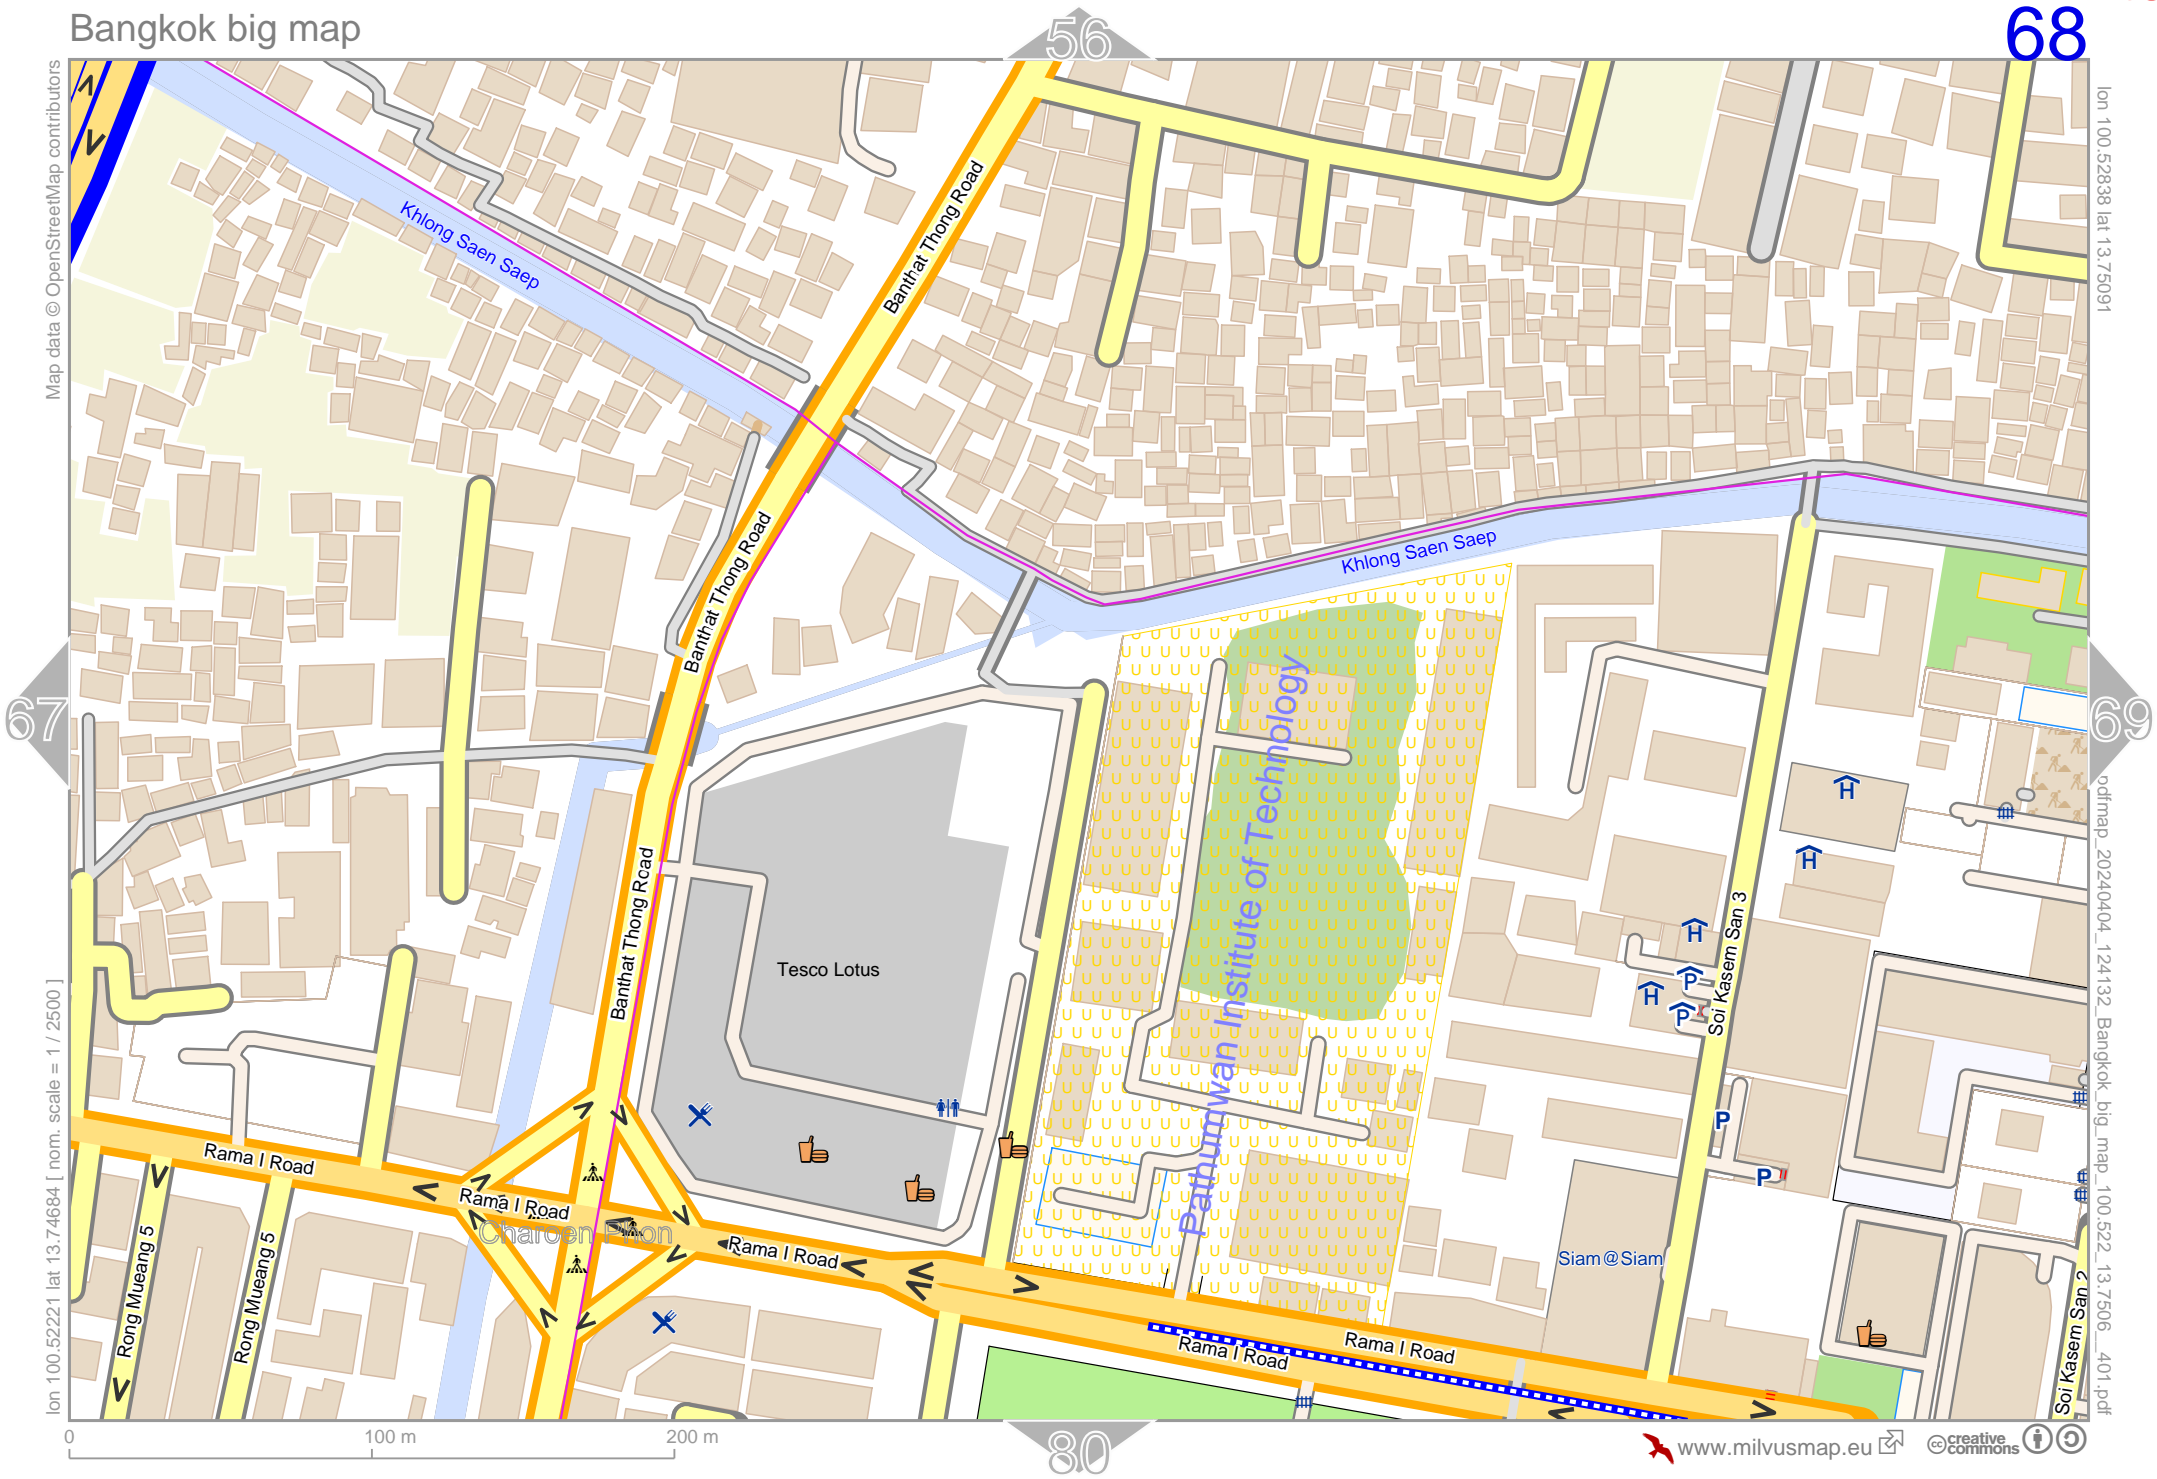 Bangkok big map
56
68
Map data © OpenStreetMap contributors
lon 100.52838 lat 13.75091
Khlong Saen Saep
Banthat Thong Road
Banthat Thong Road
Khlong Saen Saep
67
69
Pathumwan Institute of Technology
H
H
Banthat Thong Road
Soi Kasem San 3
H
Tesco Lotus
P
H
P
P
P
Rama I Road
Rama I Road
Charoen Phon
Rama I Road
Siam@Siam
Rong Mueang 5
Rong Mueang 5
Rama I Road
Rama I Road
Soi Kasem San 2
lon 100.52221 lat 13.74684 [ nom. scale = 1 / 2500 ]
pdfmap_20240404_124132_Bangkok_big_map_100.522_13.7506__401.pdf
0
100 m
200 m
80
www.milvusmap.eu
cc creative commons